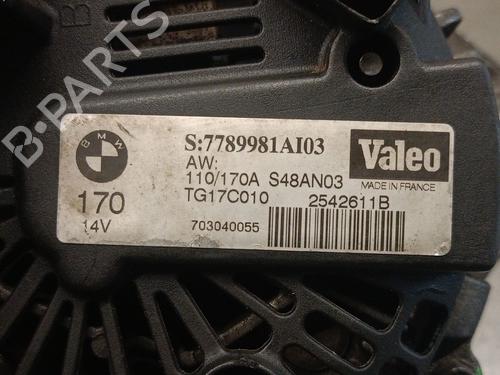 B
B-PARTS
BMW
170
14V
S:7789981AI03
AW:
110/170A S48AN03
TG17C010
703040055
Valeo
MADE IN FRANCE
2542611B